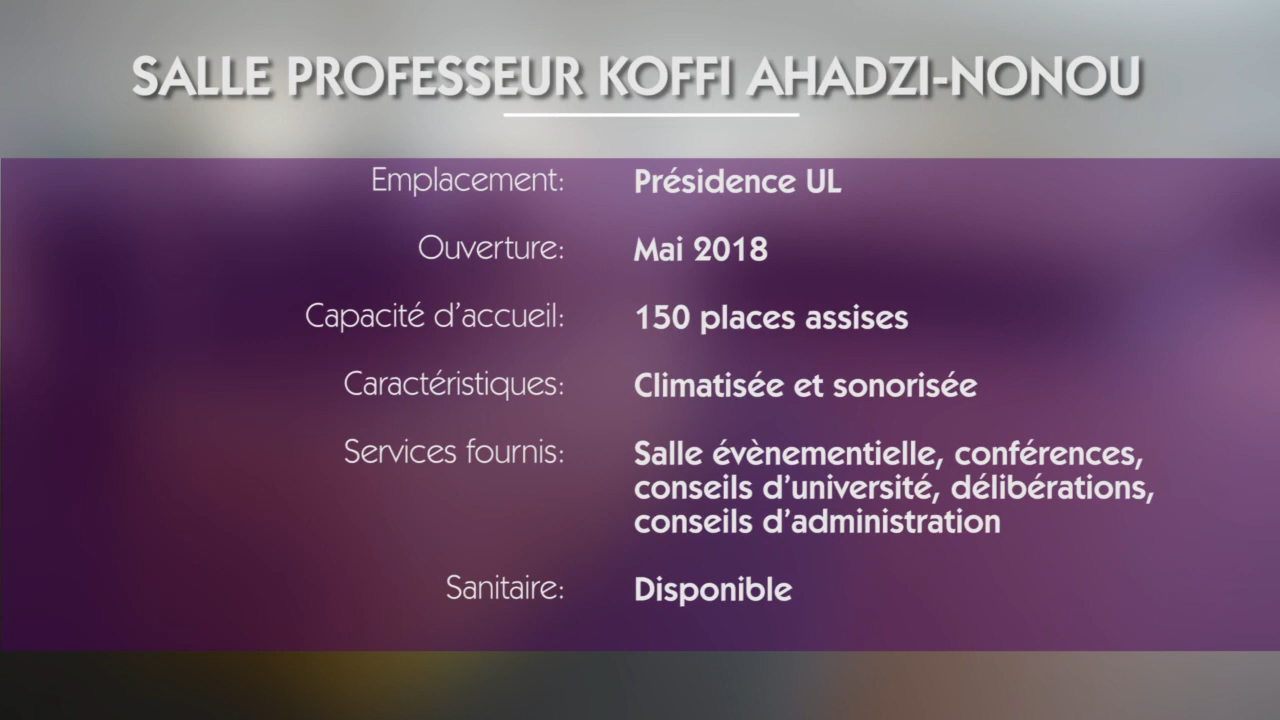 SALLE PROFESSEUR KOFFI AHADZI-NONOU
Emplacement: Présidence UL
Ouverture: Mai 2018
Capacité d'accueil: 150 places assises
Caractéristiques: Climatisée et sonorisée
Services fournis: Salle évènementielle, conférences,
conseils d'université, délibérations,
conseils d'administration
Sanitaire: Disponible